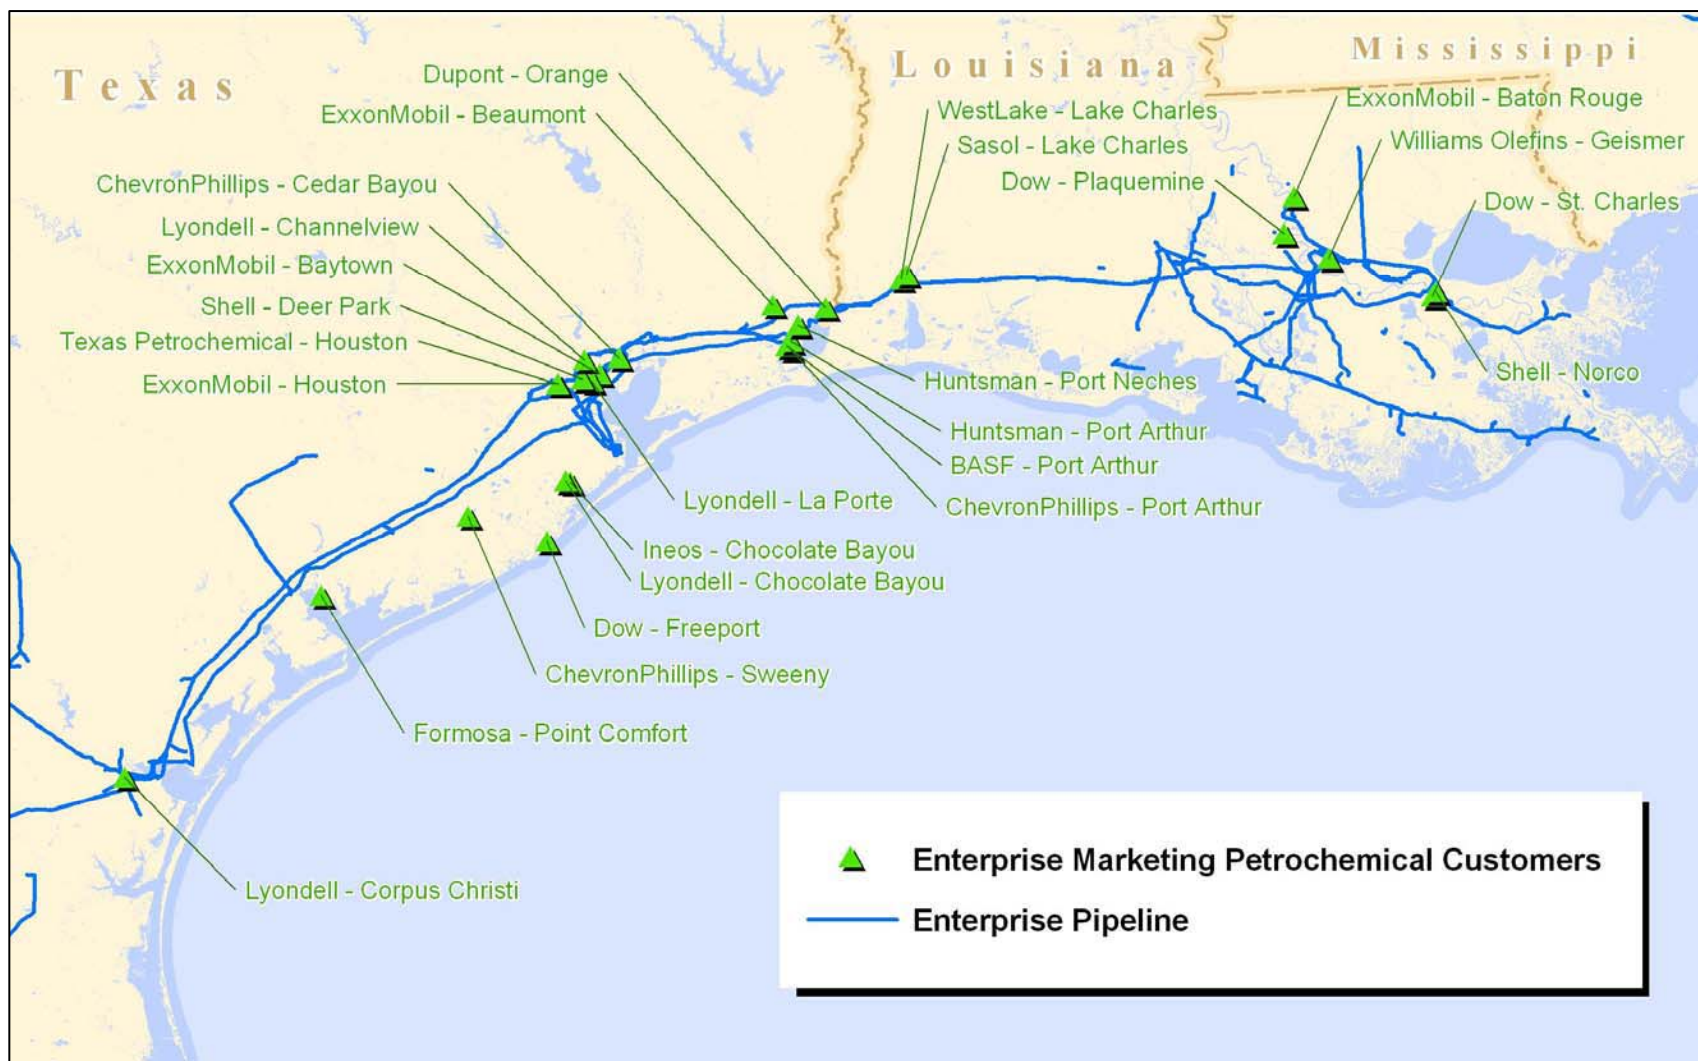 Texas
Louisiana
Mississippi
Dupont - Orange
ExxonMobil - Beaumont
ChevronPhillips - Cedar Bayou
Lyondell - Channelview
ExxonMobil - Baytown
Shell - Deer Park
Texas Petrochemical - Houston
ExxonMobil - Houston
WestLake - Lake Charles
Sasol - Lake Charles
Dow - Plaquemine
ExxonMobil - Baton Rouge
Williams Olefins - Geismer
Dow - St. Charles
Shell - Norco
Huntsman - Port Neches
Huntsman - Port Arthur
BASF - Port Arthur
ChevronPhillips - Port Arthur
Lyondell - La Porte
Ineos - Chocolate Bayou
Lyondell - Chocolate Bayou
Dow - Freeport
ChevronPhillips - Sweeny
Formosa - Point Comfort
Lyondell - Corpus Christi
Enterprise Marketing Petrochemical Customers
Enterprise Pipeline